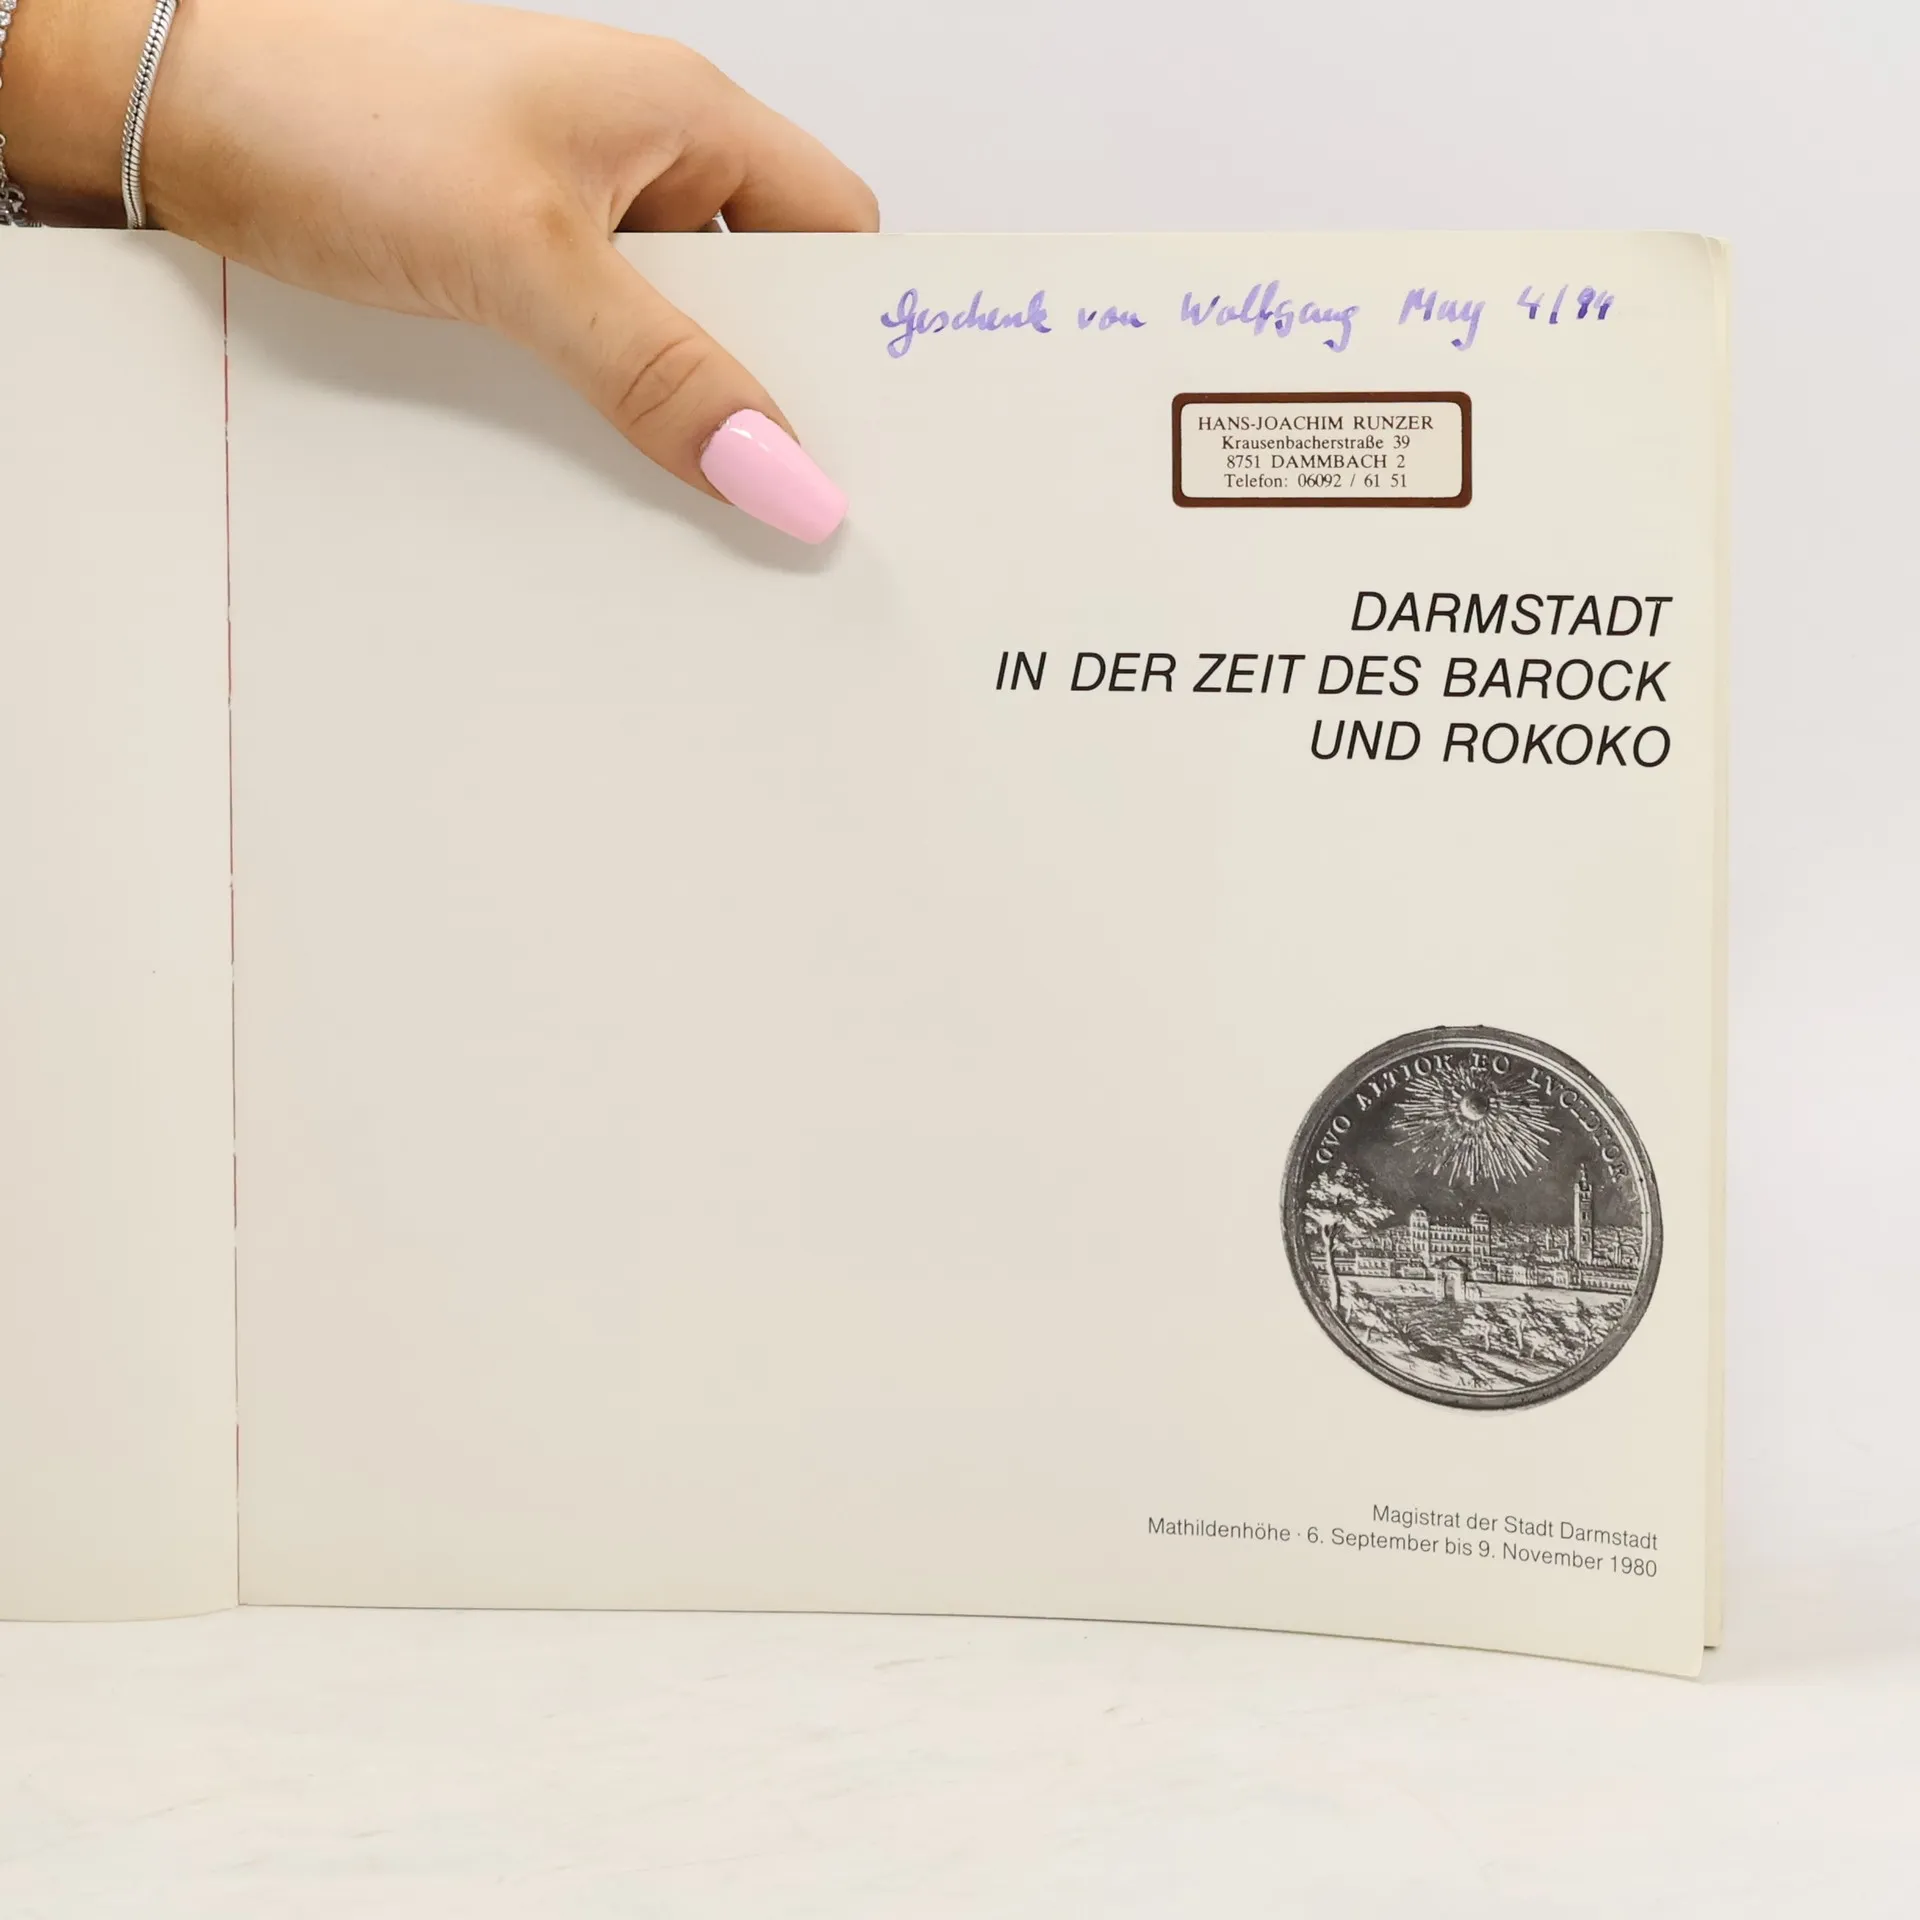 Geschenk von Wolfgang May 4/94
HANS-JOACHIM RUNZER
Krausenbacherstraße 39
8751 DAMMBACH 2
Telefon: 06092 / 61 51
DARMSTADT
IN DER ZEIT DES BAROCK
UND ROKOKO
QVO ALTIOR EO LVCIDIOR
Magistrat der Stadt Darmstadt
Mathildenhöhe · 6. September bis 9. November 1980